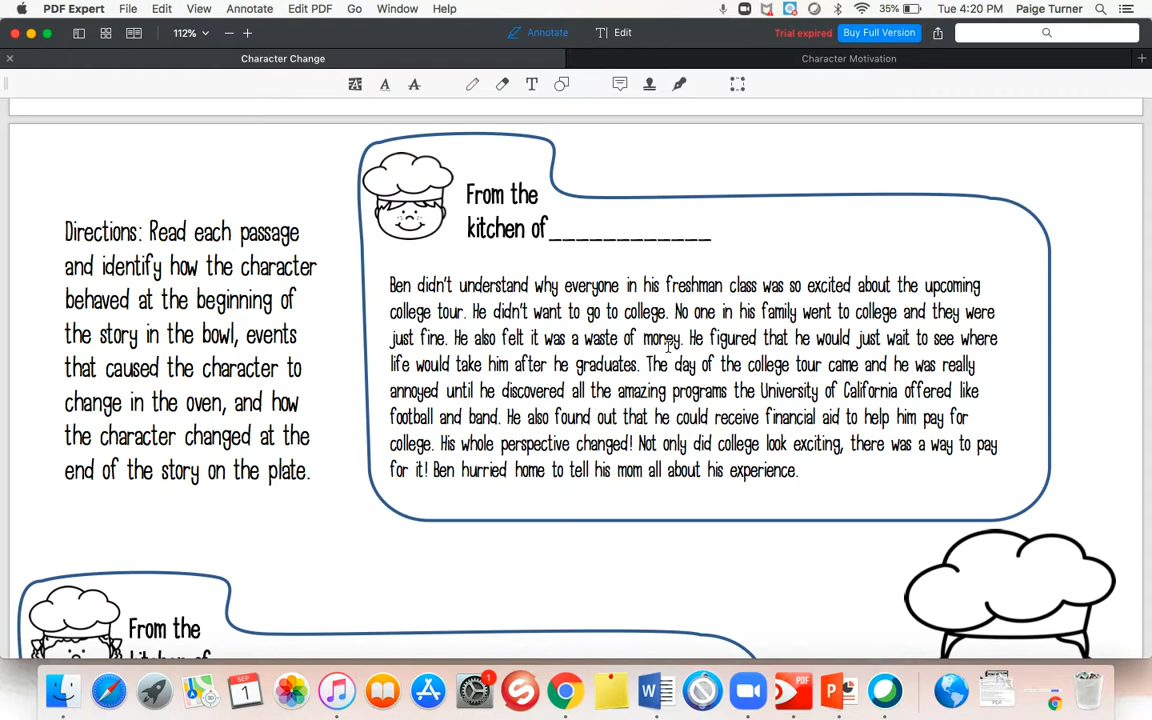 PDF Expert File Edit View Annotate Edit PDF Go Window Help 35% Tue 4:20 PM Paige Turner
112% Annotate Edit Trial expired Buy Full Version
Character Change Character Motivation
From the
kitchen of____________
Directions: Read each passage
and identify how the character
behaved at the beginning of
the story in the bowl, events
that caused the character to
change in the oven, and how
the character changed at the
end of the story on the plate.
Ben didn't understand why everyone in his freshman class was so excited about the upcoming
college tour. He didn't want to go to college. No one in his family went to college and they were
just fine. He also felt it was a waste of money. He figured that he would just wait to see where
life would take him after he graduates. The day of the college tour came and he was really
annoyed until he discovered all the amazing programs the University of California offered like
football and band. He also found out that he could receive financial aid to help him pay for
college. His whole perspective changed! Not only did college look exciting, there was a way to pay
for it! Ben hurried home to tell his mom all about his experience.
From the
kitchen of
SEP
1
1
PDF